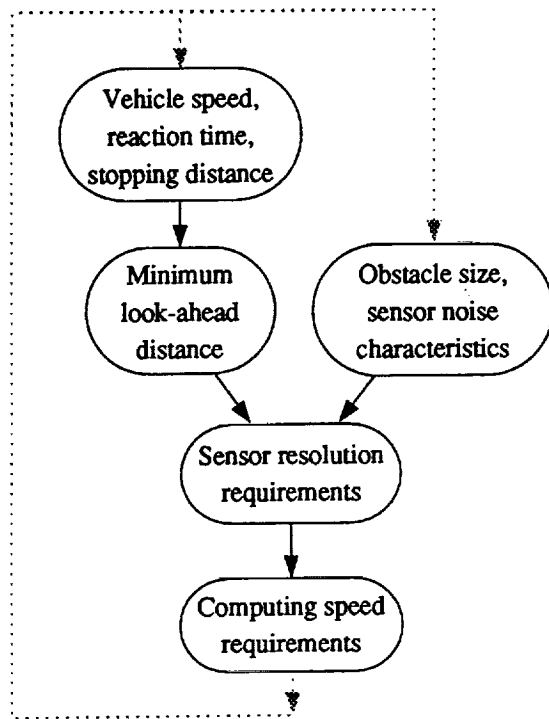 Vehicle speed,
reaction time,
stopping distance
Minimum
look-ahead
distance
Obstacle size,
sensor noise
characteristics
Sensor resolution
requirements
Computing speed
requirements